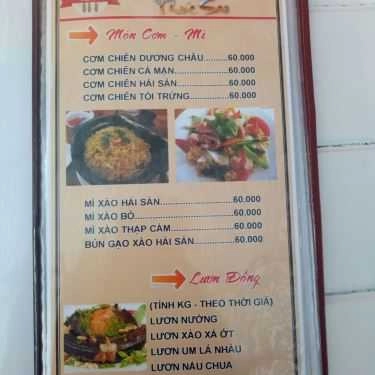 Món Cơm - Mì
CƠM CHIÊN DƯƠNG CHÂU..........60.000
CƠM CHIÊN CÁ MẶN....................60.000
CƠM CHIÊN HẢI SẢN....................60.000
CƠM CHIÊN TỎI TRỨNG................60.000
MÌ XÀO HẢI SẢN............................60.000
MÌ XÀO BÒ....................................60.000
MÌ XÀO THẬP CẨM.......................60.000
BÚN GẠO XÀO HẢI SẢN................60.000
Lươn Đồng
(TÍNH KG - THEO THỜI GIÁ)
LƯƠN NƯỚNG
LƯƠN XÀO XẢ ỚT
LƯƠN UM LÁ NHÀU
LƯƠN NẤU CHUA